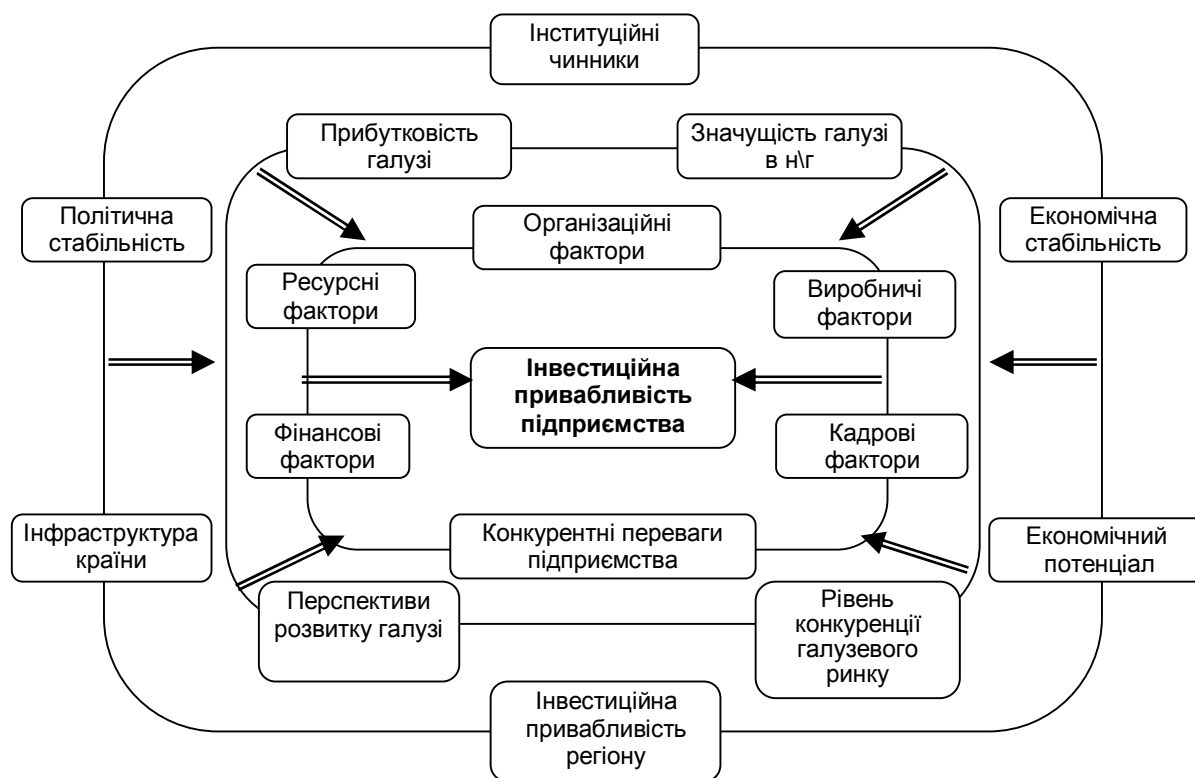 Інституційні
чинники
Прибутковість
галузі
Значущість галузі
в н\г
Політична
стабільність
Організаційні
фактори
Економічна
стабільність
Ресурсні
фактори
Виробничі
фактори
Інвестиційна
привабливість
підприємства
Фінансові
фактори
Кадрові
фактори
Інфраструктура
країни
Конкурентні переваги
підприємства
Економічний
потенціал
Перспективи
розвитку галузі
Рівень
конкуренції
галузевого
ринку
Інвестиційна
привабливість
регіону